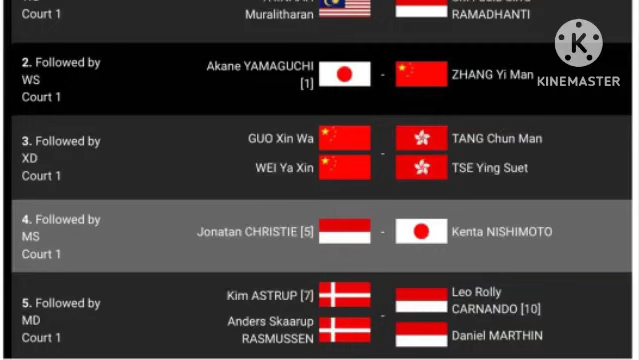 Court 1
Muralitharan
RAMADHANTI
K
KINEMASTER
2. Followed by
WS
Court 1
Akane YAMAGUCHI
[1]
-
ZHANG Yi Man
3. Followed by
XD
Court 1
GUO Xin Wa
WEI Ya Xin
-
TANG Chun Man
TSE Ying Suet
4. Followed by
MS
Court 1
Jonatan CHRISTIE [5]
-
Kenta NISHIMOTO
5. Followed by
MD
Court 1
Kim ASTRUP [7]
Anders Skaarup
RASMUSSEN
-
Leo Rolly
CARNANDO [10]
Daniel MARTHIN